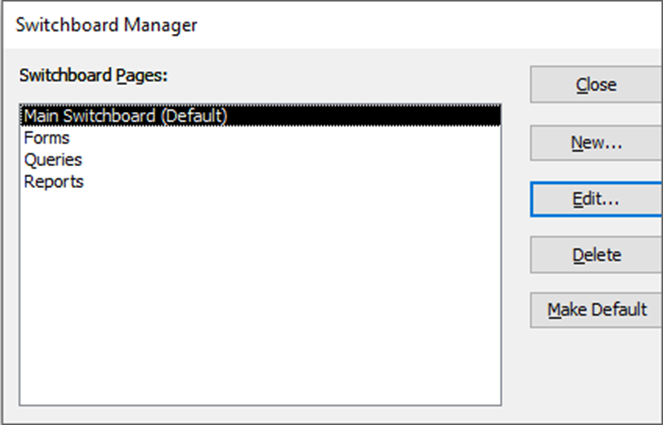 Switchboard Manager
Switchboard Pages:
Main Switchboard (Default)
Forms
Queries
Reports
Close
New...
Edit...
Delete
Make Default